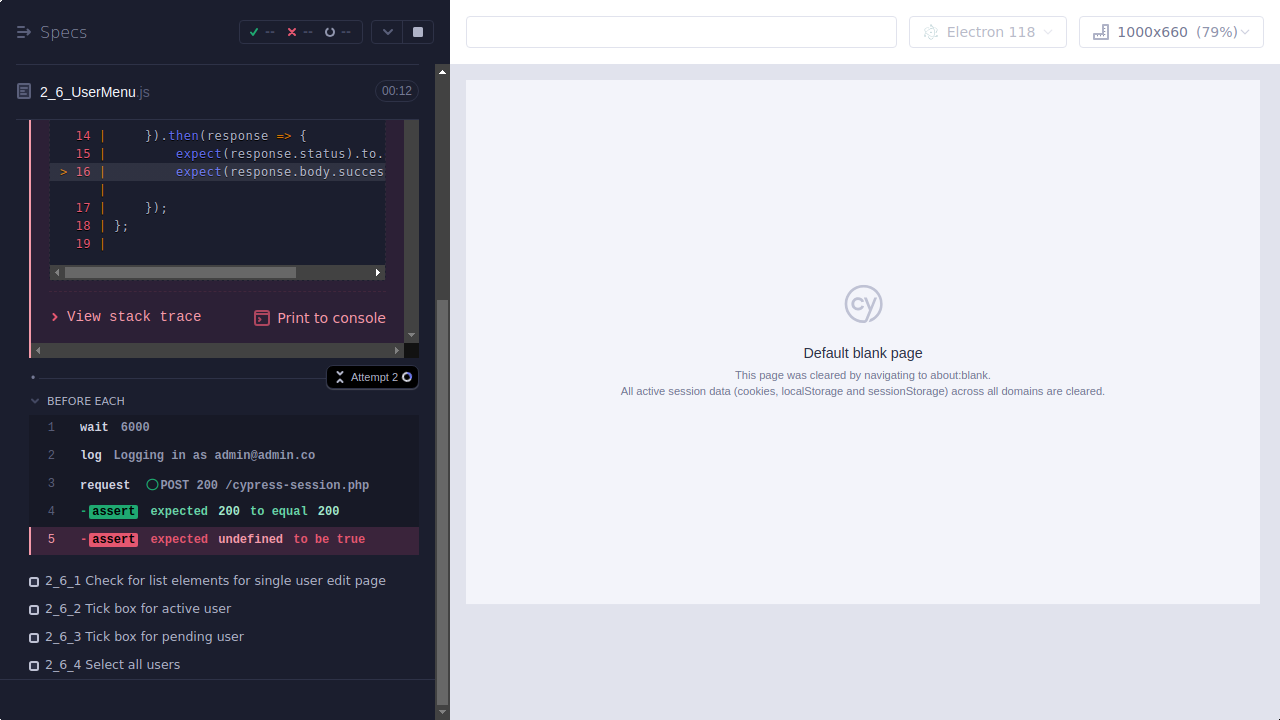 Specs
--
--
--
Electron 118
1000x660 (79%)
2_6_UserMenu.js
00:12
14 | }).then(response => {
15 | expect(response.status).to.
> 16 | expect(response.body.succes
|
17 | });
18 | };
19 |
View stack trace
Print to console
Attempt 2
BEFORE EACH
1 wait 6000
2 log Logging in as admin@admin.co
3 request POST 200 /cypress-session.php
4 -assert expected 200 to equal 200
5 -assert expected undefined to be true
2_6_1 Check for list elements for single user edit page
2_6_2 Tick box for active user
2_6_3 Tick box for pending user
2_6_4 Select all users
cy
Default blank page
This page was cleared by navigating to about:blank.
All active session data (cookies, localStorage and sessionStorage) across all domains are cleared.